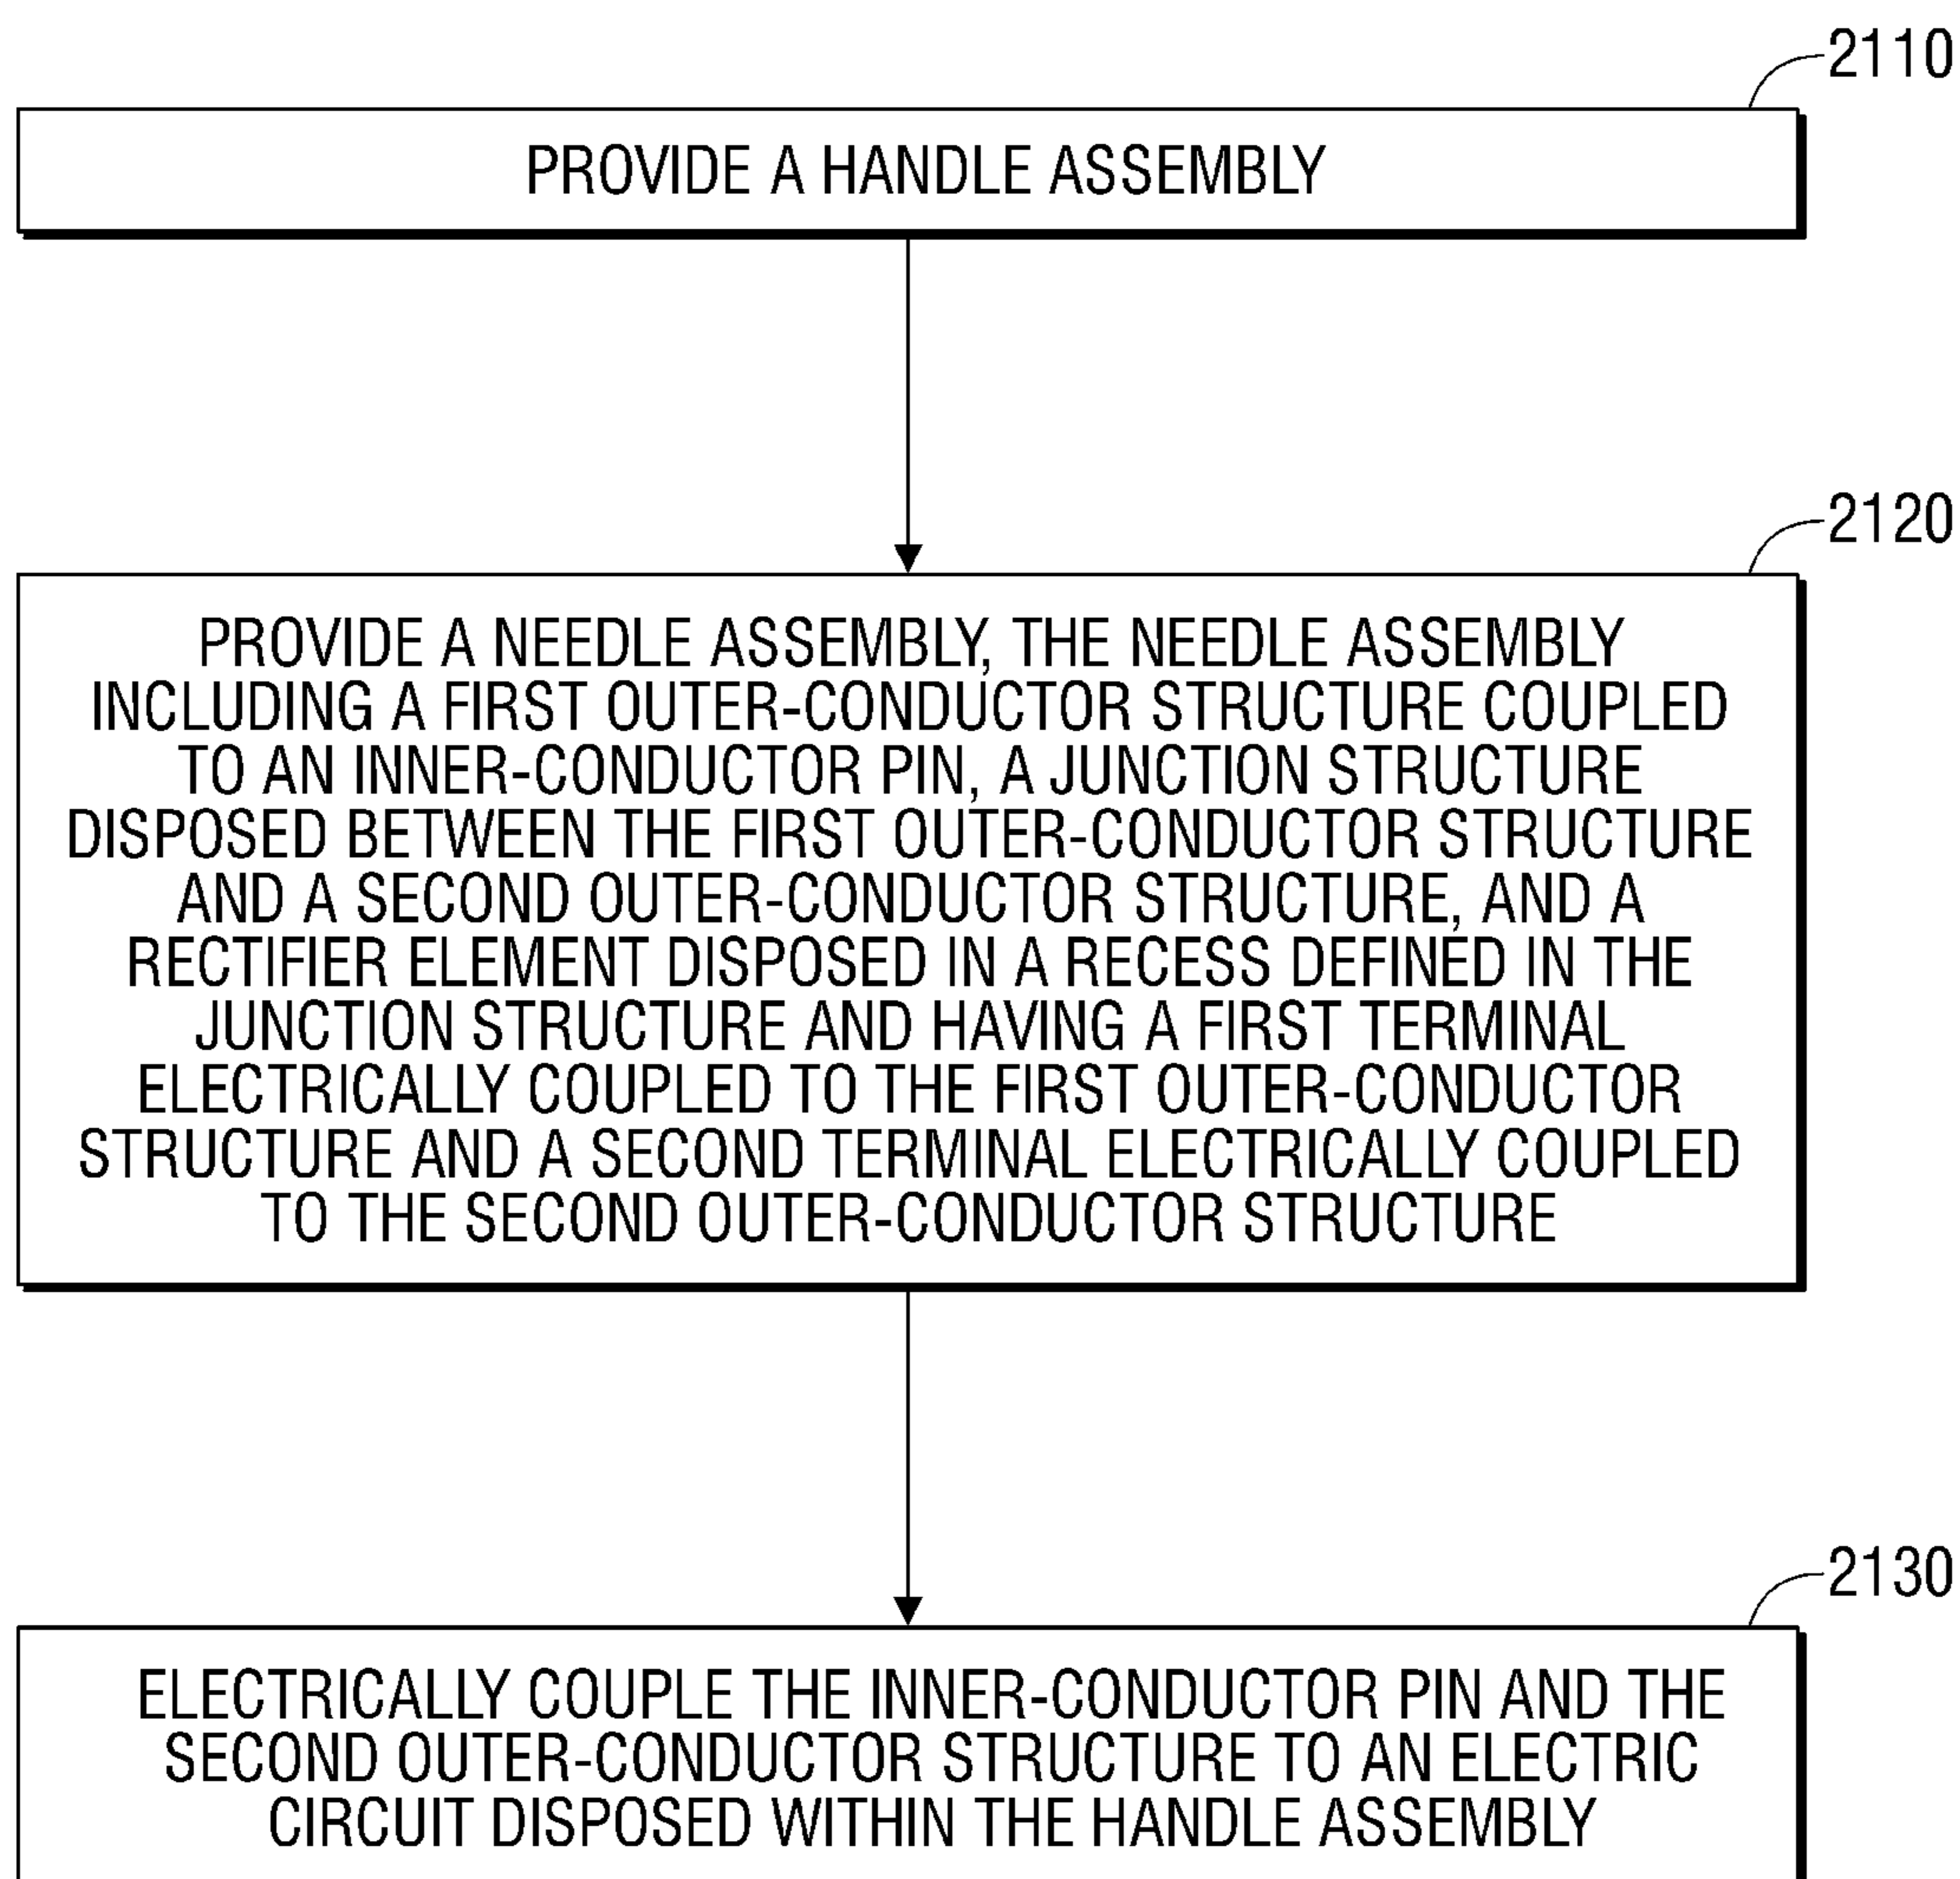 2110
PROVIDE A HANDLE ASSEMBLY
2120
PROVIDE A NEEDLE ASSEMBLY, THE NEEDLE ASSEMBLY
INCLUDING A FIRST OUTER-CONDUCTOR STRUCTURE COUPLED
TO AN INNER-CONDUCTOR PIN, A JUNCTION STRUCTURE
DISPOSED BETWEEN THE FIRST OUTER-CONDUCTOR STRUCTURE
AND A SECOND OUTER-CONDUCTOR STRUCTURE, AND A
RECTIFIER ELEMENT DISPOSED IN A RECESS DEFINED IN THE
JUNCTION STRUCTURE AND HAVING A FIRST TERMINAL
ELECTRICALLY COUPLED TO THE FIRST OUTER-CONDUCTOR
STRUCTURE AND A SECOND TERMINAL ELECTRICALLY COUPLED
TO THE SECOND OUTER-CONDUCTOR STRUCTURE
2130
ELECTRICALLY COUPLE THE INNER-CONDUCTOR PIN AND THE
SECOND OUTER-CONDUCTOR STRUCTURE TO AN ELECTRIC
CIRCUIT DISPOSED WITHIN THE HANDLE ASSEMBLY